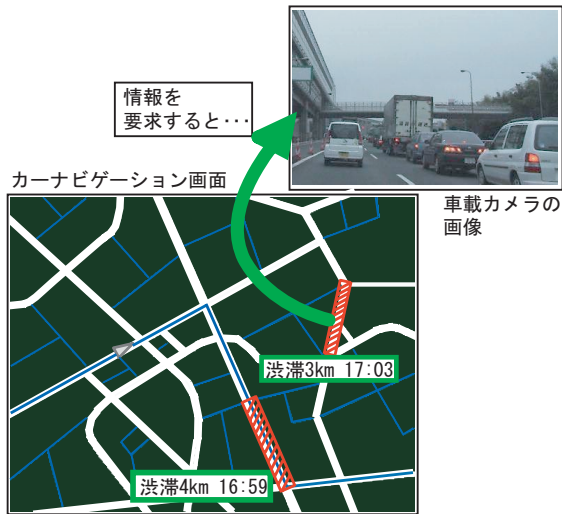 情報を
要求すると･･･
カーナビゲーション画面
車載カメラの
画像
渋滞3km 17:03
渋滞4km 16:59